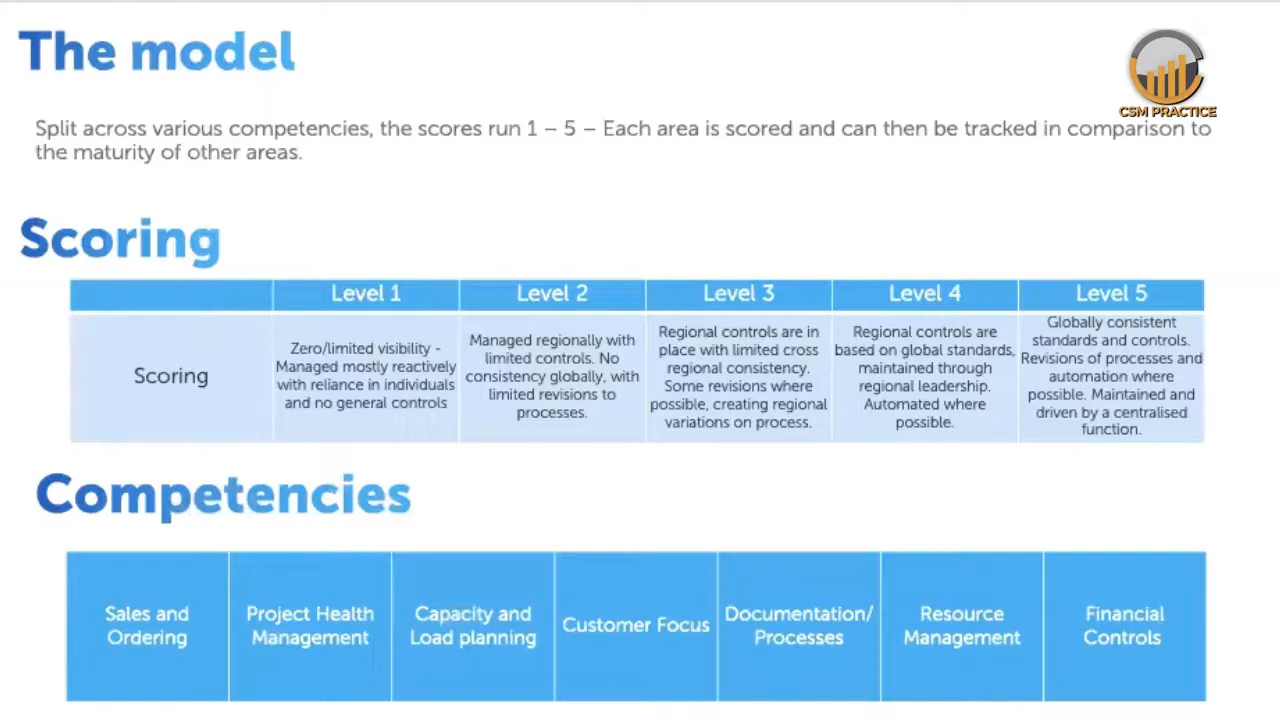 The model
CSM PRACTICE
Split across various competencies, the scores run 1 – 5 – Each area is scored and can then be tracked in comparison to
the maturity of other areas.
Scoring
Level 1
Level 2
Level 3
Level 4
Level 5
Scoring
Zero/limited visibility -
Managed mostly reactively
with reliance in individuals
and no general controls
Managed regionally with
limited controls. No
consistency globally, with
limited revisions to
processes.
Regional controls are in
place with limited cross
regional consistency.
Some revisions where
possible, creating regional
variations on process.
Regional controls are
based on global standards,
maintained through
regional leadership.
Automated where
possible.
Globally consistent
standards and controls.
Revisions of processes and
automation where
possible. Maintained and
driven by a centralised
function.
Competencies
Sales and
Ordering
Project Health
Management
Capacity and
Load planning
Customer Focus
Documentation/
Processes
Resource
Management
Financial
Controls